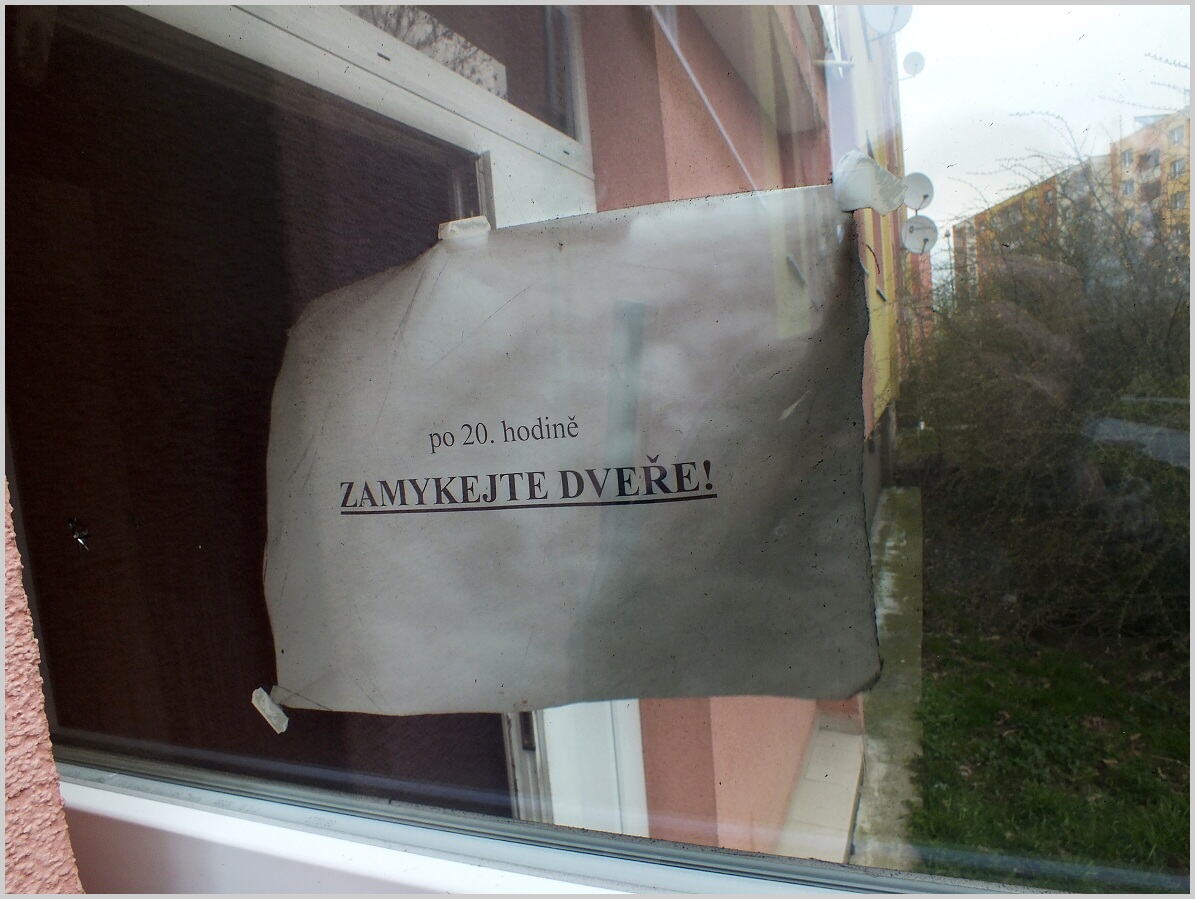 po 20. hodině
ZAMYKEJTE DVEŘE!